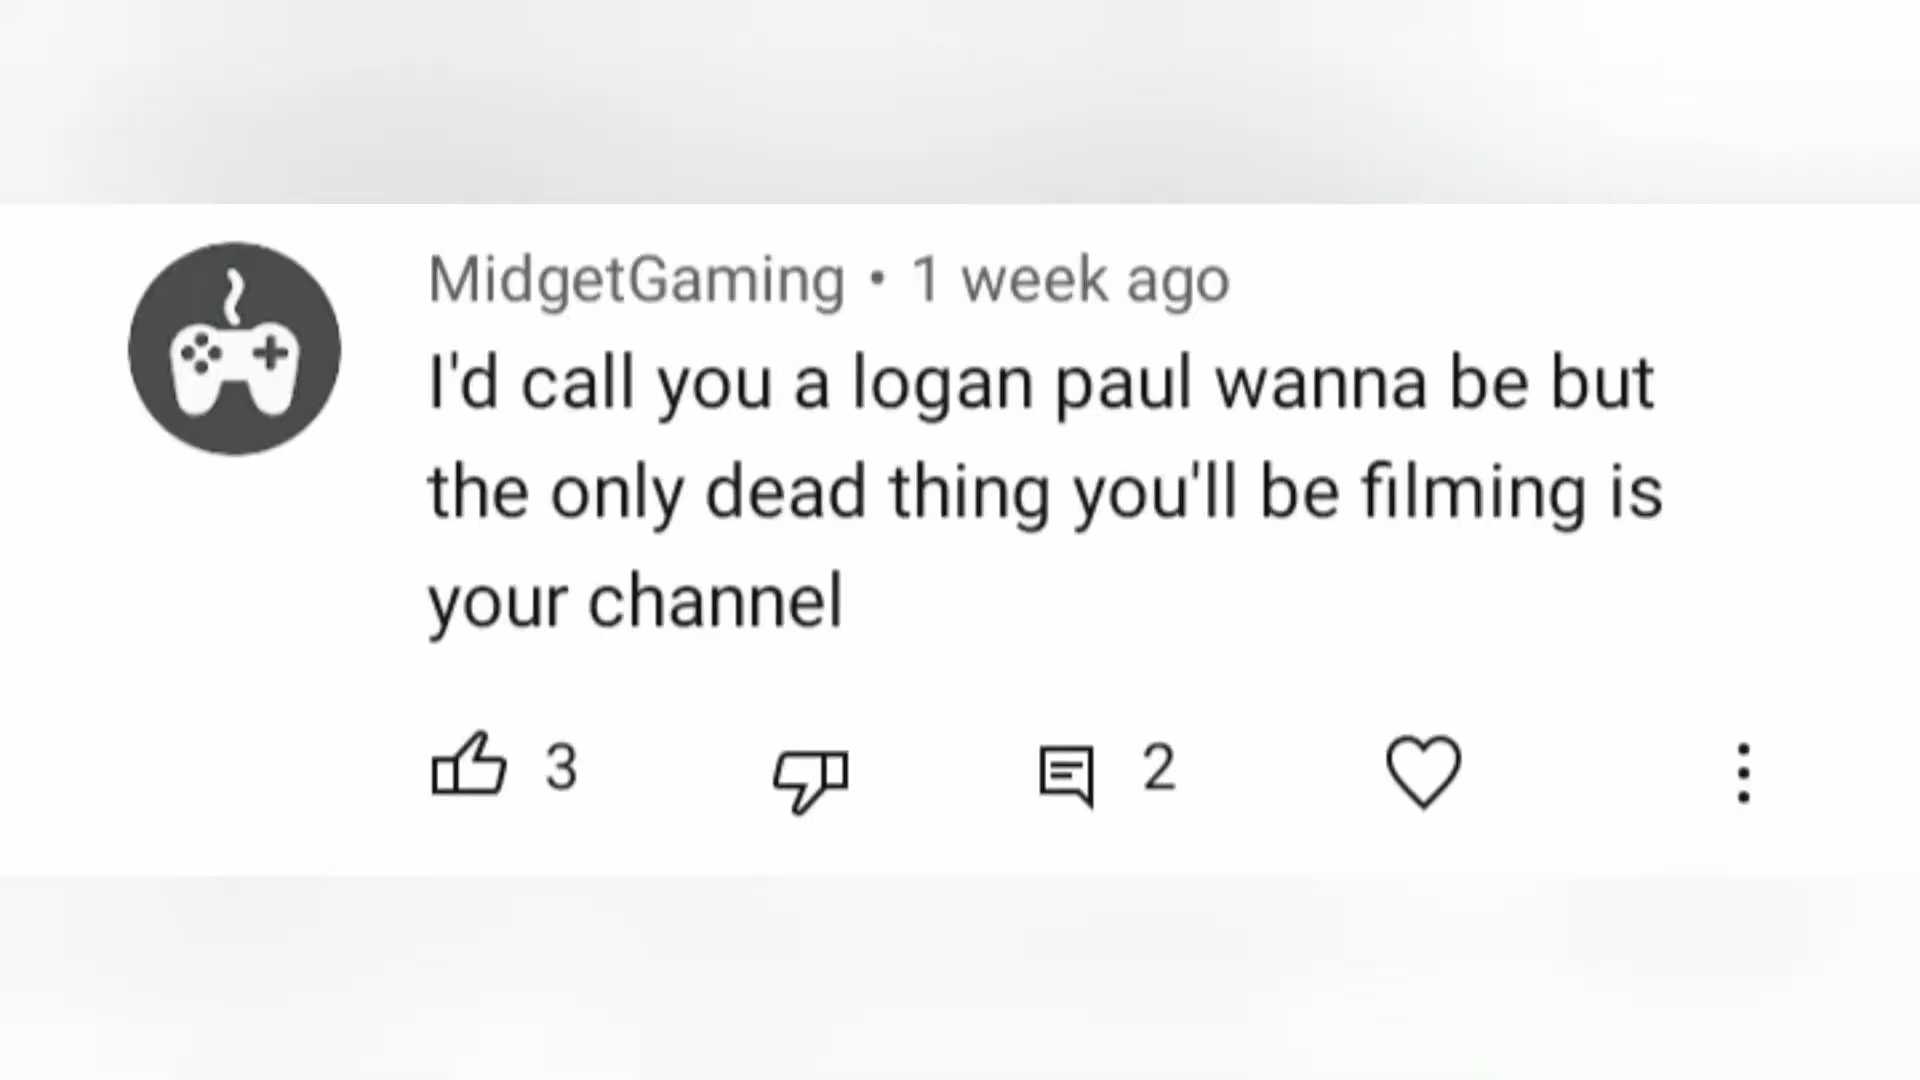 MidgetGaming • 1 week ago
I'd call you a logan paul wanna be but
the only dead thing you'll be filming is
your channel
3 2